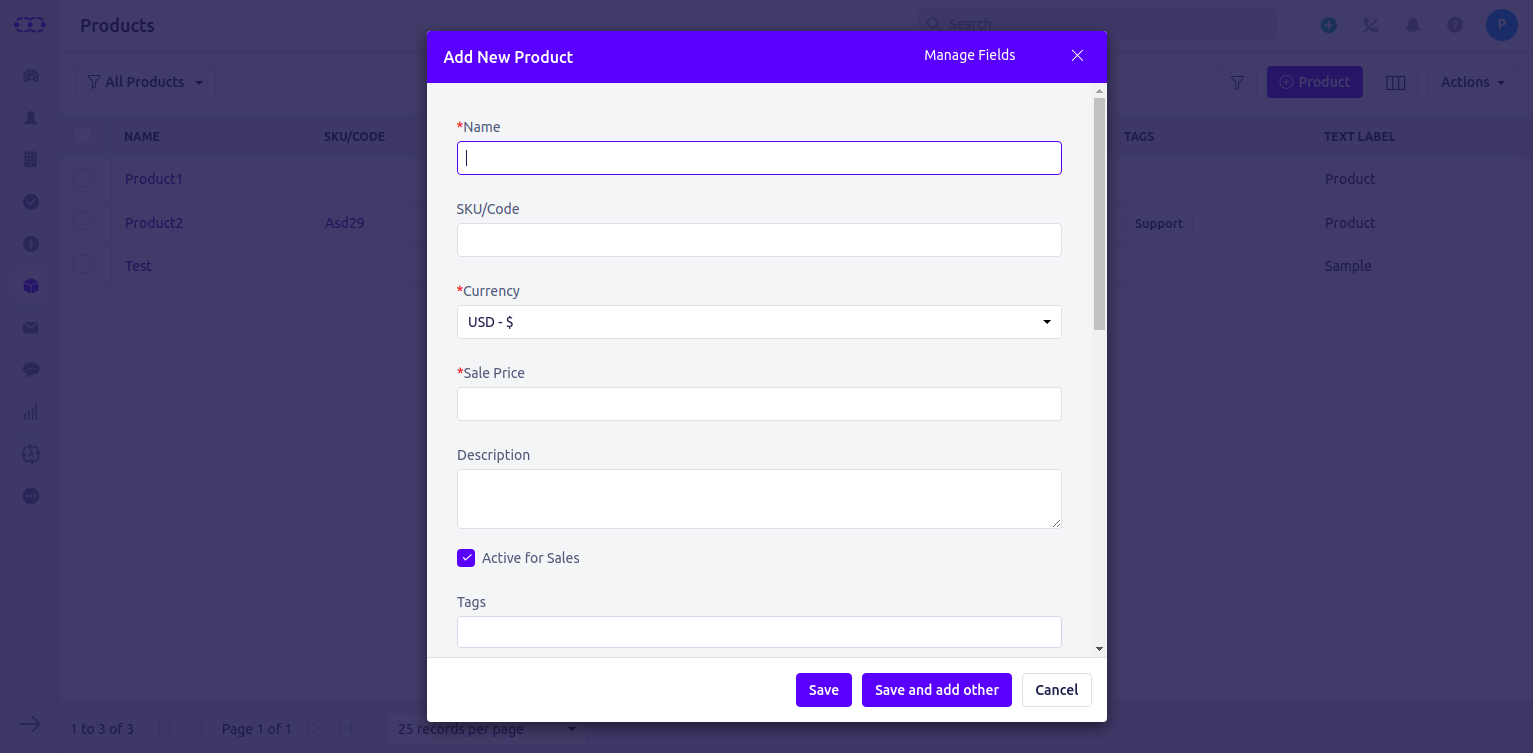 Products
Search
P
Add New Product
Manage Fields
All Products
Product
Actions
NAME
SKU/CODE
TAGS
TEXT LABEL
Product1
Product
Product2
Asd29
Support
Product
Test
Sample
*Name
SKU/Code
*Currency
USD - $
*Sale Price
Description
Active for Sales
Tags
Save
Save and add other
Cancel
1 to 3 of 3
Page 1 of 1
25 records per page